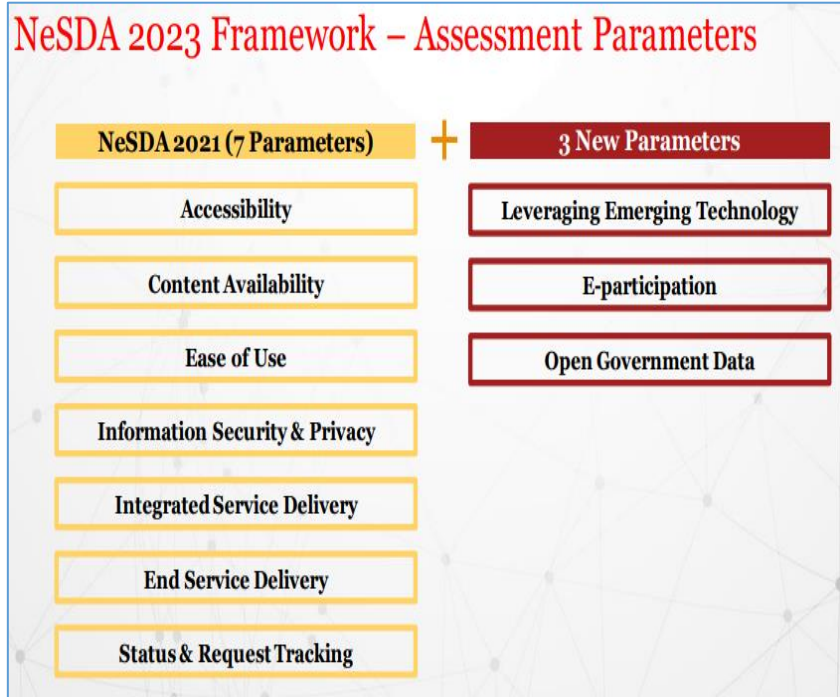 NeSDA 2023 Framework – Assessment Parameters
NeSDA 2021 (7 Parameters)
+
3 New Parameters
Accessibility
Content Availability
Ease of Use
Information Security & Privacy
Integrated Service Delivery
End Service Delivery
Status & Request Tracking
Leveraging Emerging Technology
E-participation
Open Government Data